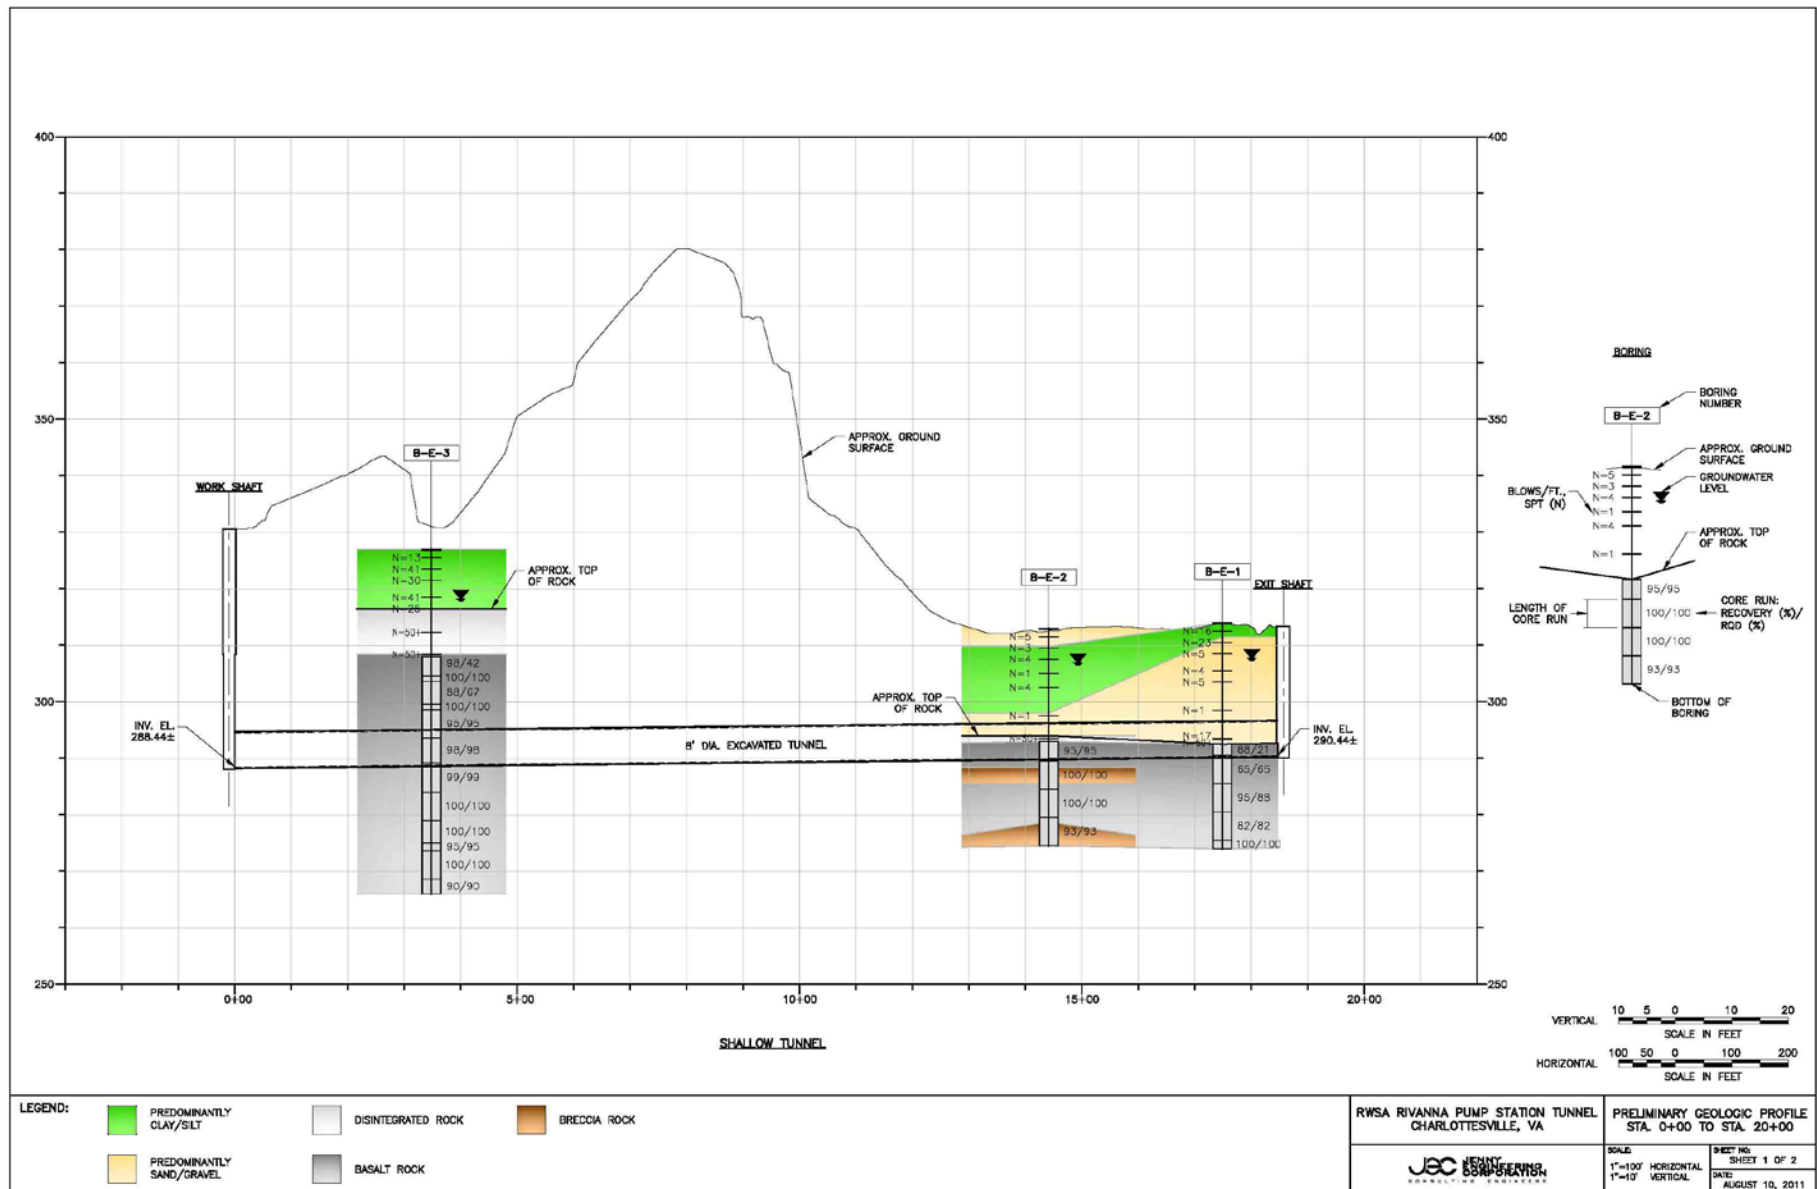 400
400
BORING
BORING
NUMBER
B-E-2
350
350
APPROX. GROUND
SURFACE
B-E-3
APPROX. GROUND
SURFACE
N=5
N=3
N=4
N=1
N=4
N=1
GROUNDWATER
LEVEL
BLOWS/FT.,
SPT (N)
WORK SHAFT
APPROX. TOP
OF ROCK
N=13
N=41
N=30
N=41
N=28
N=50+
N=50+
APPROX. TOP
OF ROCK
B-E-2
B-E-1
EXIT SHAFT
95/95
100/100
100/100
93/93
LENGTH OF
CORE RUN
CORE RUN:
RECOVERY (%)/
RQD (%)
BOTTOM OF
BORING
N=5
N=3
N=4
N=1
N=4
N=1
N=50+
N=16
N=23
N=5
N=4
N=5
N=1
N=17
98/42
100/100
88/67
100/100
95/95
98/98
99/99
100/100
100/100
95/95
100/100
90/90
300
300
APPROX. TOP
OF ROCK
INV. EL.
288.44±
8' DIA. EXCAVATED TUNNEL
INV. EL.
290.44±
95/95
100/100
100/100
93/93
88/21
65/65
95/88
82/82
100/100
250
250
0+00
5+00
10+00
15+00
20+00
SHALLOW TUNNEL
VERTICAL
10 5 0 10 20
SCALE IN FEET
HORIZONTAL
100 50 0 100 200
SCALE IN FEET
LEGEND:
PREDOMINANTLY
CLAY/SILT
DISINTEGRATED ROCK
BRECCIA ROCK
PREDOMINANTLY
SAND/GRAVEL
BASALT ROCK
RWSA RIVANNA PUMP STATION TUNNEL
CHARLOTTESVILLE, VA
PRELIMINARY GEOLOGIC PROFILE
STA. 0+00 TO STA. 20+00
JEC JENNY
ENGINEERING
CORPORATION
CONSULTING ENGINEERS
SCALE:
1"=100' HORIZONTAL
1"=10' VERTICAL
SHEET NO:
SHEET 1 OF 2
DATE:
AUGUST 10, 2011